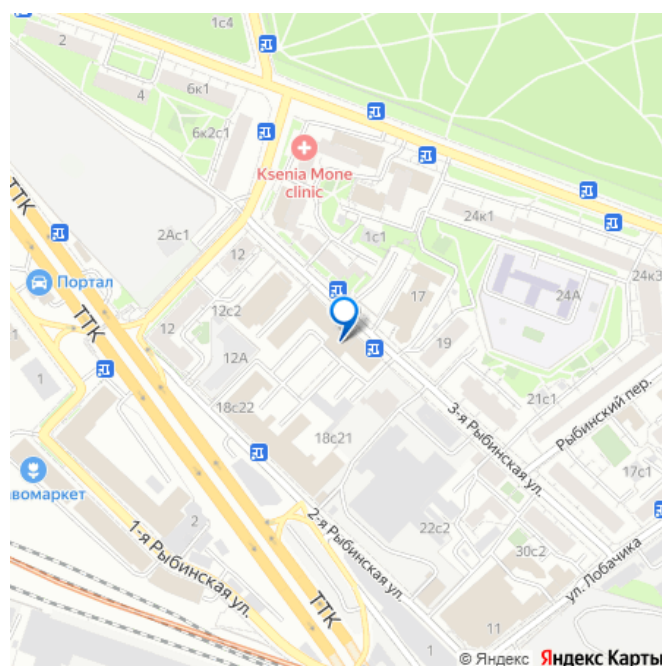 1с4
2
6к1
4
6к2с1
Ksenia Mone
clinic
24к1
ТТК
2Ас1
1с1
12
24к3
Портал
17
24А
12с2
ТТК
12
19
12А
1
21с1
Рыбинский пер.
18с22
3-я Рыбинская ул.
18с21
17с1
авомаркет
2
22с2
1-я Рыбинская ул.
2-я Рыбинская ул.
30с2
ул. Лобачика
ТТК
11
1
© Яндекс Яндекс Карты